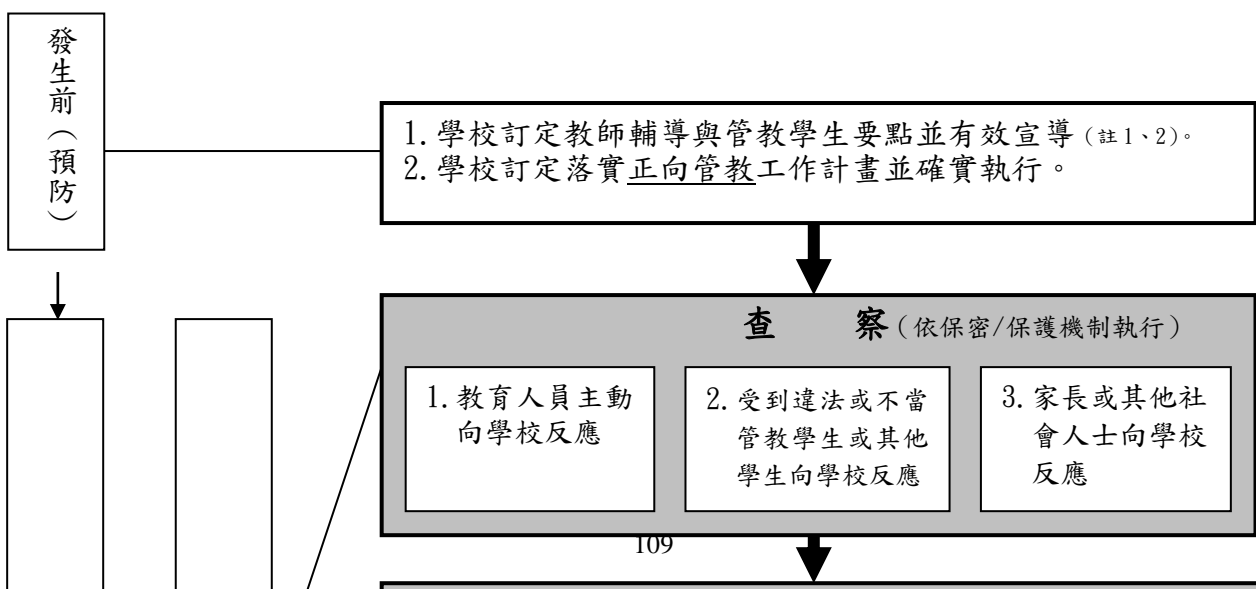 發生前（預防）
1.學校訂定教師輔導與管教學生要點並有效宣導（註1、2）。
2.學校訂定落實正向管教工作計畫並確實執行。
查　察（依保密/保護機制執行）
1.教育人員主動
向學校反應
2.受到違法或不當
管教學生或其他
學生向學校反應
3.家長或其他社
會人士向學校
反應
109